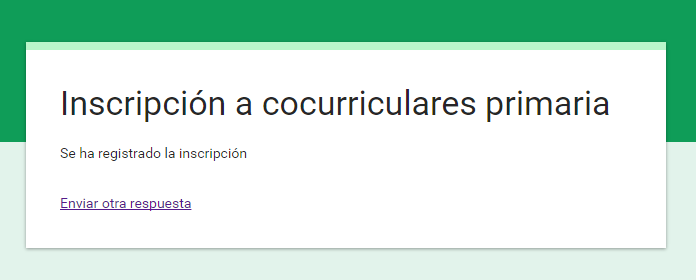 Inscripción a cocurriculares primaria
Se ha registrado la inscripción
Enviar otra respuesta